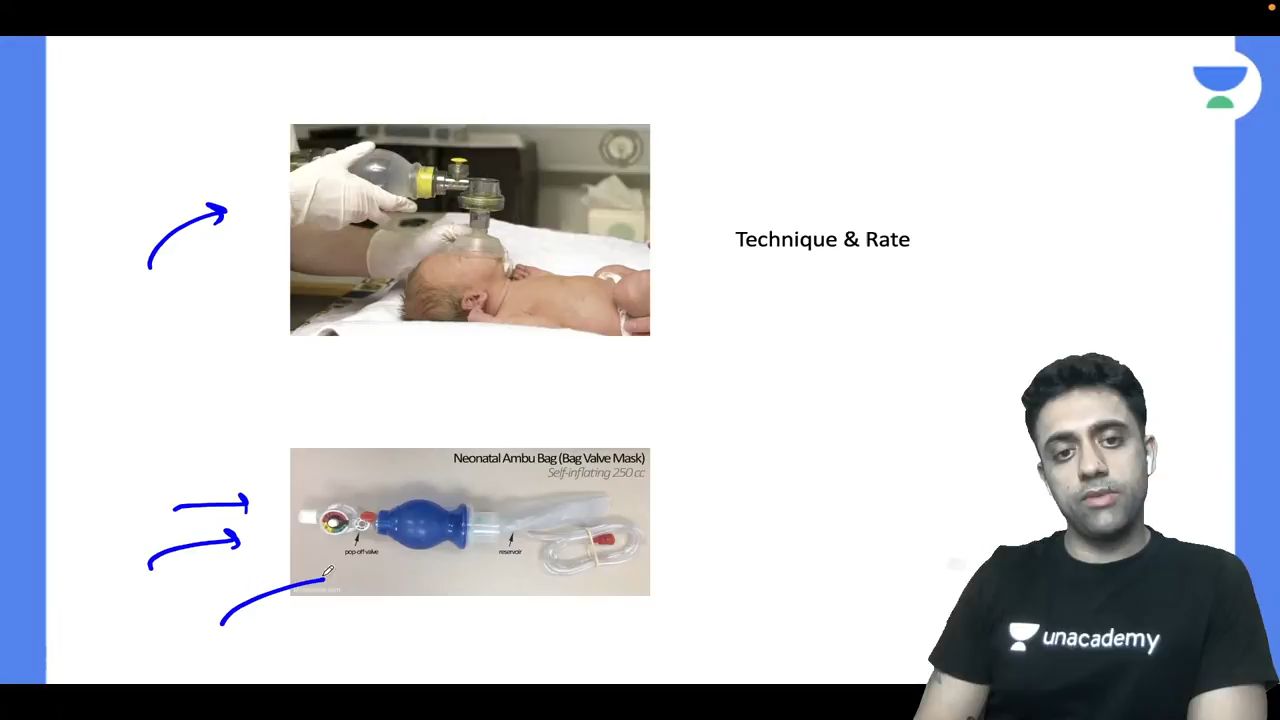 Technique & Rate
Neonatal Ambu Bag (Bag Valve Mask)
Self-inflating 250 cc
pop-off valve
reservoir
unacademy